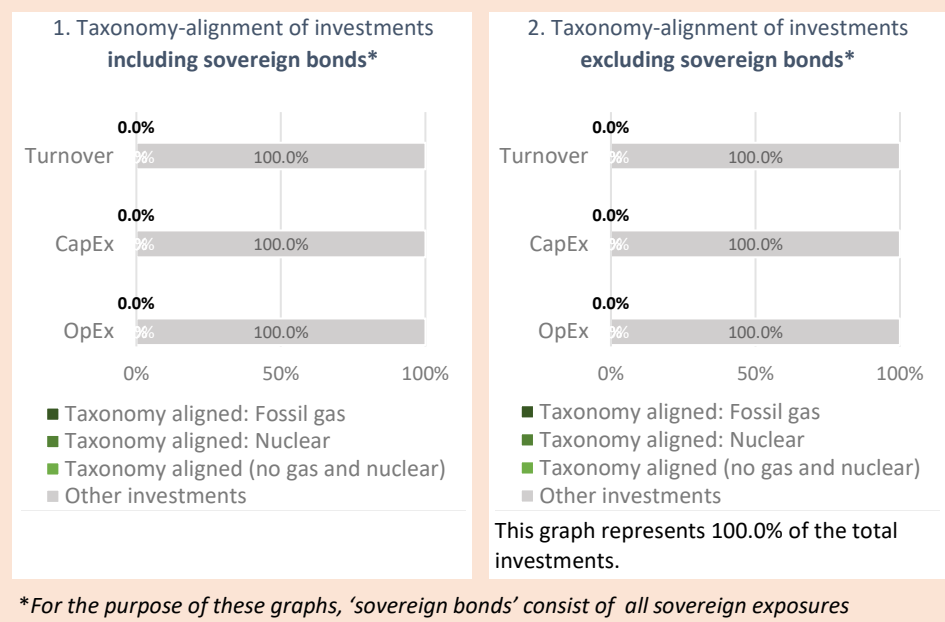 1. Taxonomy-alignment of investments
including sovereign bonds*
0.0%
Turnover
100.0%
0.0%
CapEx
100.0%
0.0%
OpEx
100.0%
0% 50% 100%
Taxonomy aligned: Fossil gas
Taxonomy aligned: Nuclear
Taxonomy aligned (no gas and nuclear)
Other investments
2. Taxonomy-alignment of investments
excluding sovereign bonds*
0.0%
Turnover
100.0%
0.0%
CapEx
100.0%
0.0%
OpEx
100.0%
0% 50% 100%
Taxonomy aligned: Fossil gas
Taxonomy aligned: Nuclear
Taxonomy aligned (no gas and nuclear)
Other investments
This graph represents 100.0% of the total
investments.
*For the purpose of these graphs, ‘sovereign bonds’ consist of all sovereign exposures